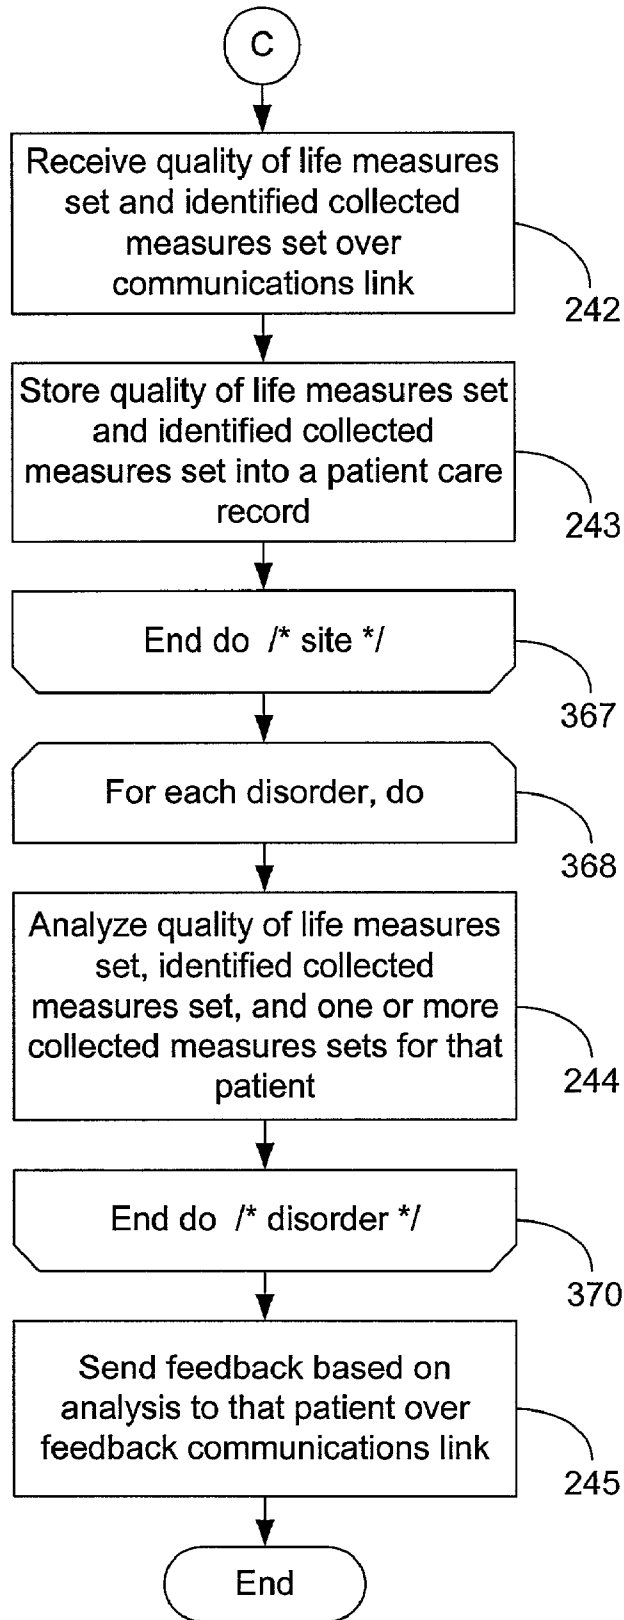 C
Receive quality of life measures
set and identified collected
measures set over
communications link
242
Store quality of life measures set
and identified collected
measures set into a patient care
record
243
End do /* site */
367
For each disorder, do
368
Analyze quality of life measures
set, identified collected
measures set, and one or more
collected measures sets for that
patient
244
End do /* disorder */
370
Send feedback based on
analysis to that patient over
feedback communications link
245
End